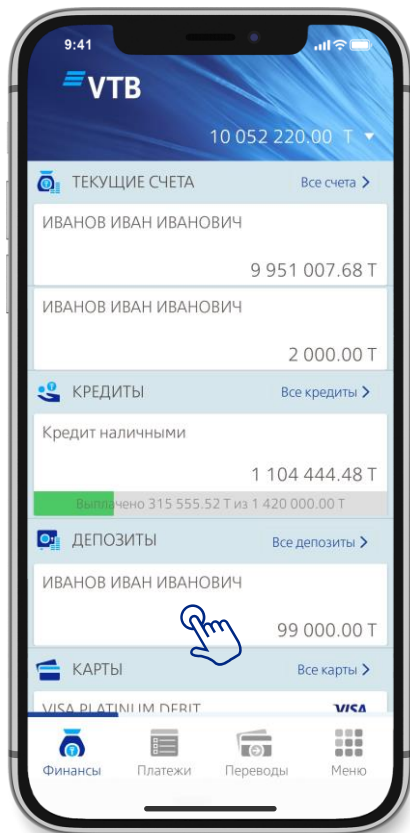 9:41
VTB
10 052 220.00 T
ТЕКУЩИЕ СЧЕТА Все счета >
ИВАНОВ ИВАН ИВАНОВИЧ
9 951 007.68 T
ИВАНОВ ИВАН ИВАНОВИЧ
2 000.00 T
КРЕДИТЫ Все кредиты >
Кредит наличными
1 104 444.48 T
Выплачено 315 555.52 T из 1 420 000.00 T
ДЕПОЗИТЫ Все депозиты >
ИВАНОВ ИВАН ИВАНОВИЧ
99 000.00 T
КАРТЫ Все карты >
VISA PLATINUM DEBIT VISA
Финансы Платежи Переводы Меню